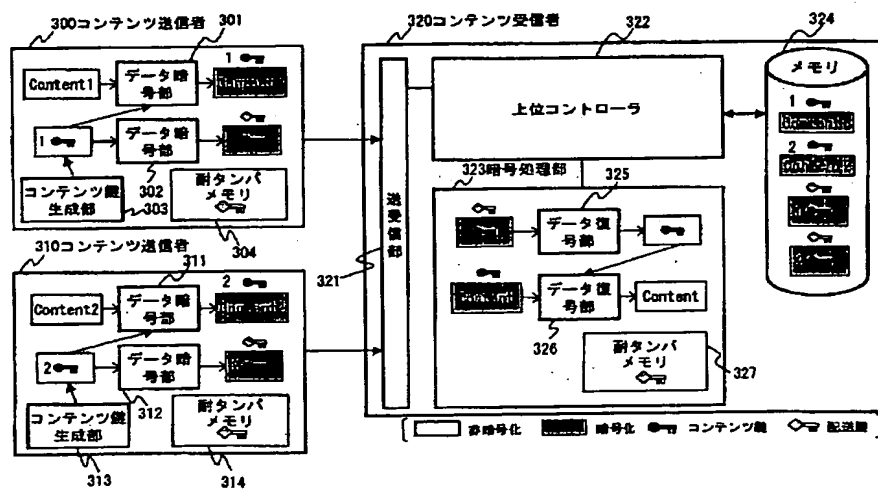 300コンテンツ送信者
301
1
Content1
データ暗
号部
1
データ暗
号部
302
コンテンツ鍵
生成部
303
耐タンパ
メモリ
304
310コンテンツ送信者
311
2
Content2
データ暗
号部
2
データ暗
号部
312
コンテンツ鍵
生成部
313
耐タンパ
メモリ
314
320コンテンツ受信者
送受信部
321
322
上位コントローラ
323暗号処理部
325
データ復
号部
データ復
号部
Content
326
耐タンパ
メモリ
327
324
メモリ
1
2
非暗号化
暗号化
コンテンツ鍵
配送鍵